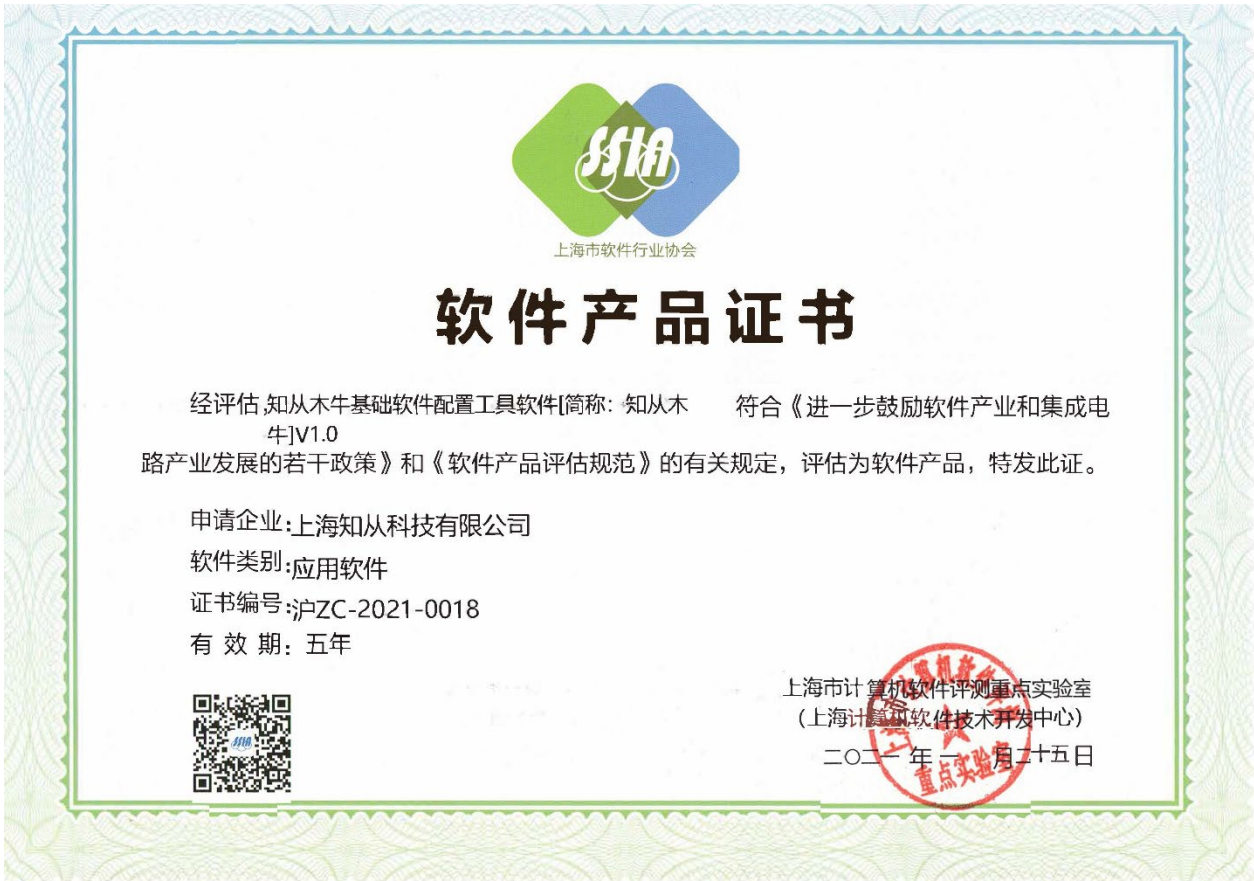 SSIA
上海市软件行业协会
软件产品证书
经评估,知从木牛基础软件配置工具软件[简称：知从木牛]V1.0 符合《进一步鼓励软件产业和集成电
路产业发展的若干政策》和《软件产品评估规范》的有关规定，评估为软件产品，特发此证。
申请企业:上海知从科技有限公司
软件类别:应用软件
证书编号:沪ZC-2021-0018
有效期：五年
SSIA
上海市计算机软件评测重点实验室
（上海计算机软件技术开发中心）
二〇二一年一月二十五日
重点实验室